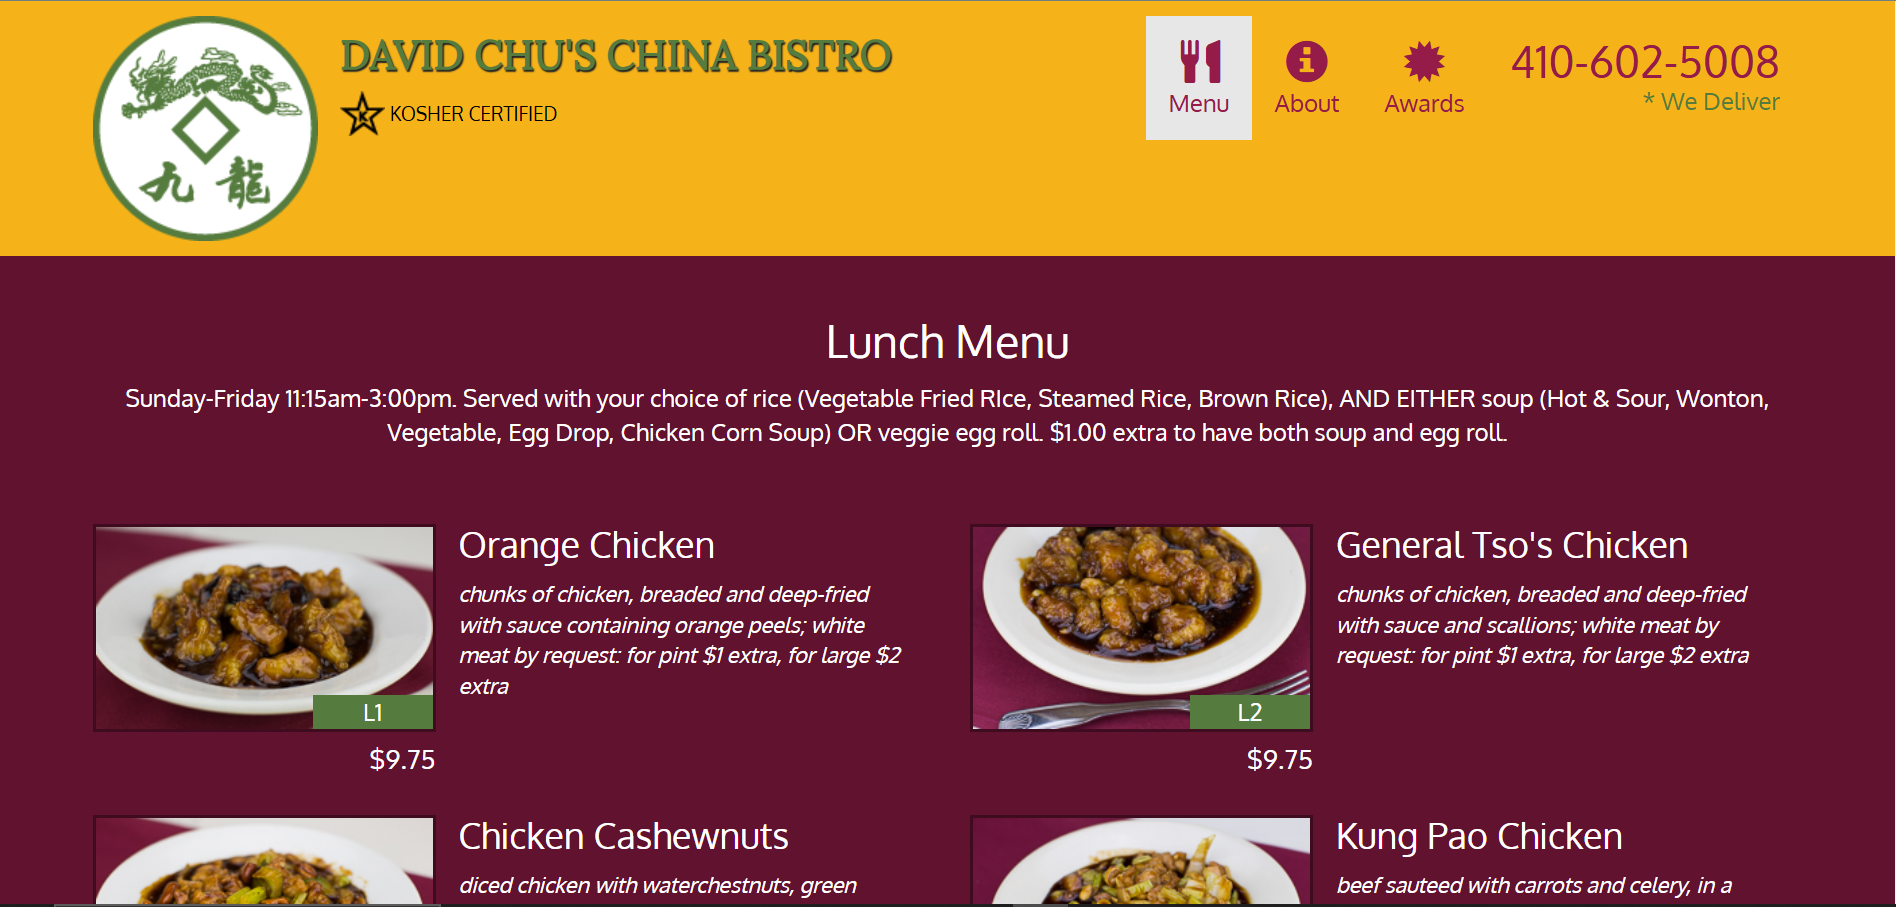 DAVID CHU'S CHINA BISTRO
K
KOSHER CERTIFIED
九龍
Menu
About
Awards
410-602-5008
* We Deliver
Lunch Menu
Sunday-Friday 11:15am-3:00pm. Served with your choice of rice (Vegetable Fried RIce, Steamed Rice, Brown Rice), AND EITHER soup (Hot & Sour, Wonton,
Vegetable, Egg Drop, Chicken Corn Soup) OR veggie egg roll. $1.00 extra to have both soup and egg roll.
Orange Chicken
chunks of chicken, breaded and deep-fried
with sauce containing orange peels; white
meat by request: for pint $1 extra, for large $2
extra
L1
$9.75
General Tso's Chicken
chunks of chicken, breaded and deep-fried
with sauce and scallions; white meat by
request: for pint $1 extra, for large $2 extra
L2
$9.75
Chicken Cashewnuts
diced chicken with waterchestnuts, green
Kung Pao Chicken
beef sauteed with carrots and celery, in a